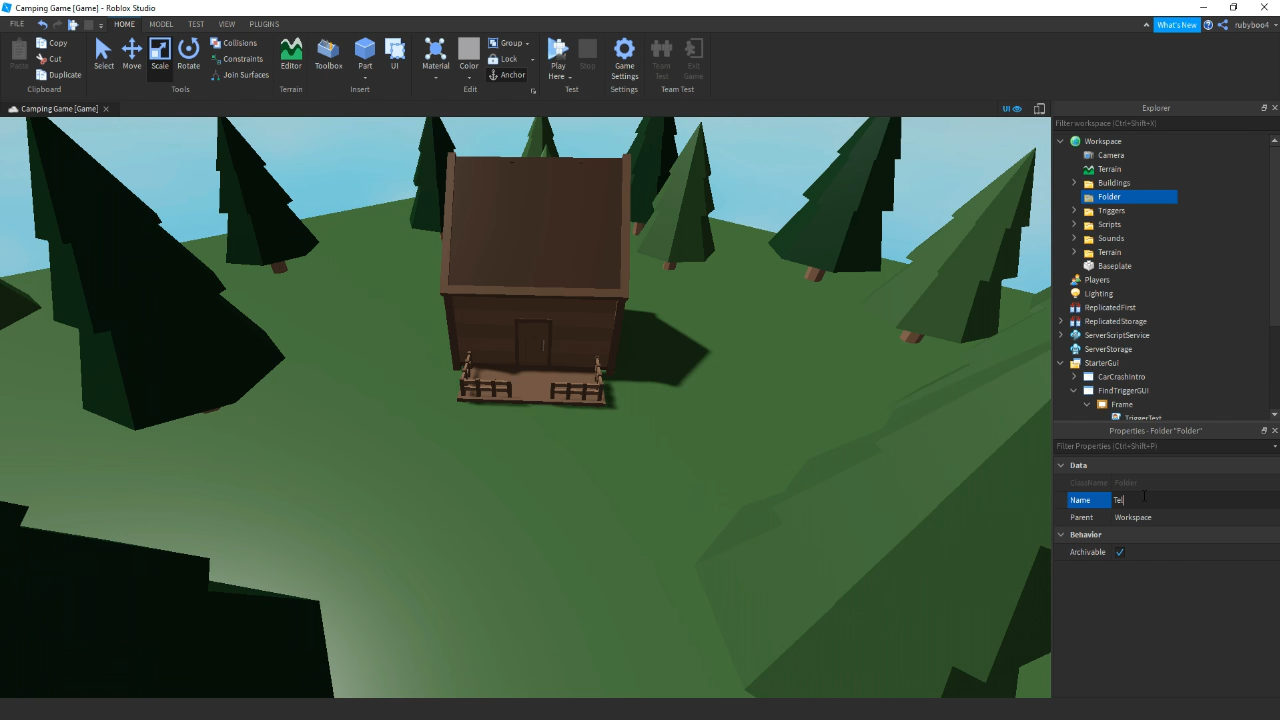 Camping Game [Game] - Roblox Studio
FILE
HOME
MODEL
TEST
VIEW
PLUGINS
What's New
rubyboo4
Paste
Copy
Cut
Duplicate
Clipboard
Select
Move
Scale
Rotate
Collisions
Constraints
Join Surfaces
Tools
Editor
Terrain
Toolbox
Part
UI
Insert
Material
Color
Group
Lock
Anchor
Edit
Play
Here
Stop
Test
Game
Settings
Settings
Team
Test
Exit
Game
Team Test
Camping Game [Game]
UI
Explorer
Filter workspace (Ctrl+Shift+X)
Workspace
Camera
Terrain
Buildings
Folder
Triggers
Scripts
Sounds
Terrain
Baseplate
Players
Lighting
ReplicatedFirst
ReplicatedStorage
ServerScriptService
ServerStorage
StarterGui
CarCrashIntro
FindTriggerGUI
Frame
TriggerText
Properties - Folder "Folder"
Filter Properties (Ctrl+Shift+P)
Data
ClassName Folder
Name Tel
Parent Workspace
Behavior
Archivable